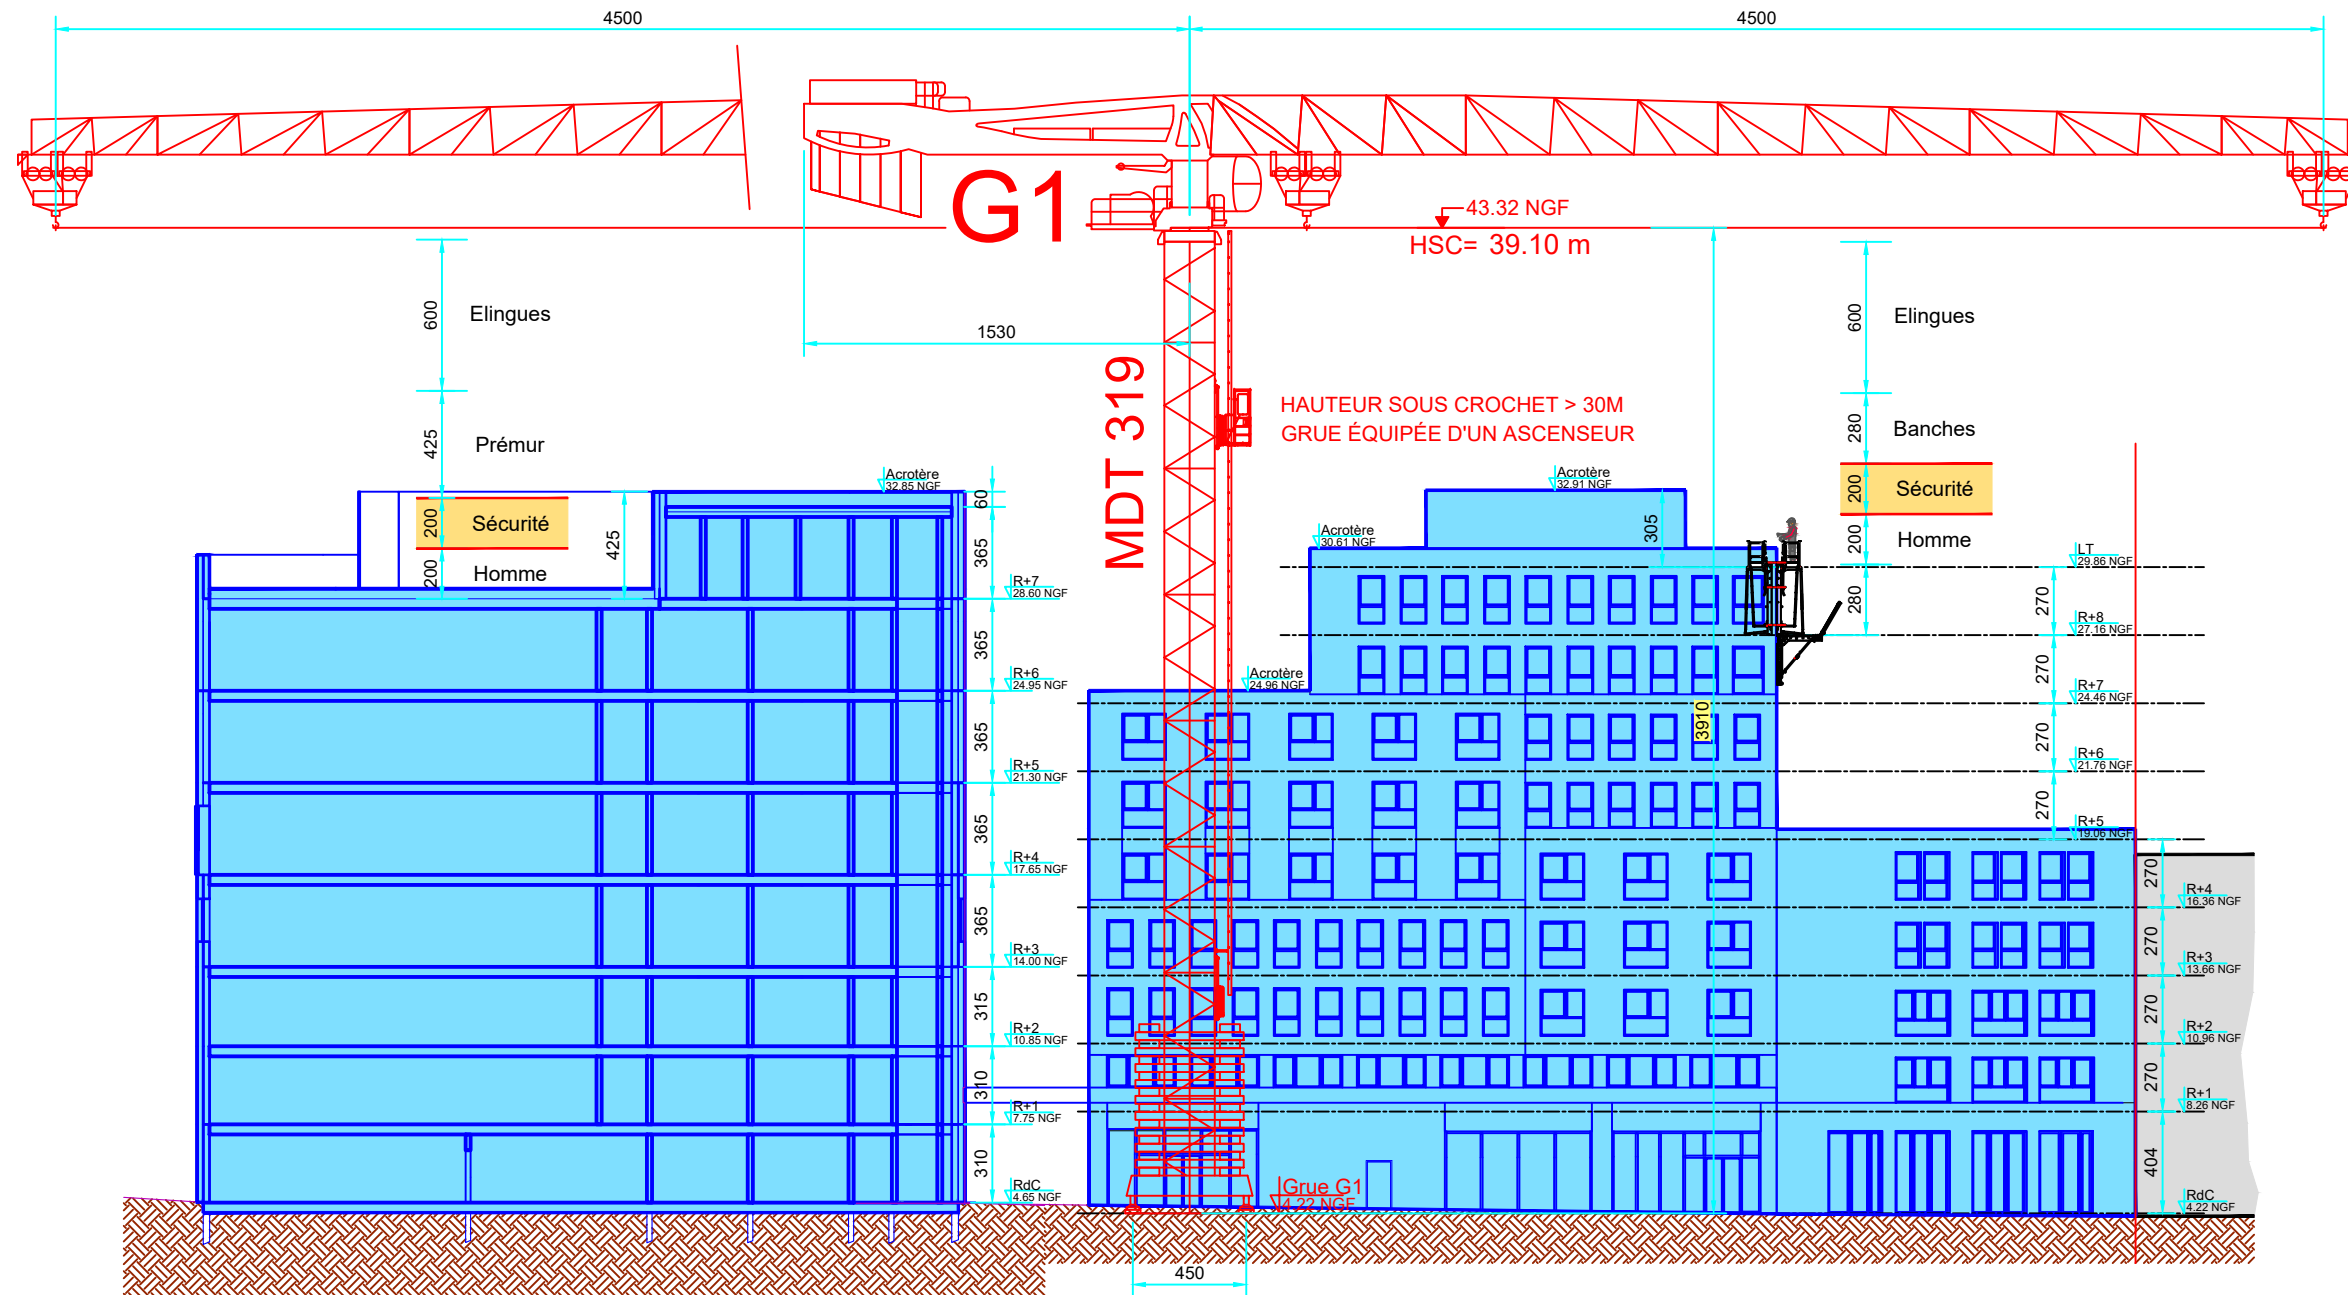 4500
4500
G1
43.32 NGF
HSC= 39.10 m
600
Elingues
600
Elingues
1530
MDT 319
HAUTEUR SOUS CROCHET > 30M
GRUE ÉQUIPÉE D'UN ASCENSEUR
425
Prémur
280
Banches
Acrotère
32.85 NGF
60
Acrotère
32.91 NGF
200
Sécurité
200
Sécurité
425
365
305
Acrotère
30.61 NGF
200
Homme
200
Homme
LT
29.86 NGF
R+7
28.60 NGF
280
270
R+8
27.16 NGF
365
270
Acrotère
24.96 NGF
R+6
24.95 NGF
R+7
24.46 NGF
3910
365
270
R+5
21.30 NGF
R+6
21.76 NGF
365
270
R+5
19.06 NGF
R+4
17.65 NGF
270
R+4
16.36 NGF
365
270
R+3
14.00 NGF
R+3
13.66 NGF
315
270
R+2
10.85 NGF
R+2
10.96 NGF
310
270
R+1
7.75 NGF
R+1
8.26 NGF
310
404
RdC
4.65 NGF
Grue G1
4.22 NGF
RdC
4.22 NGF
450